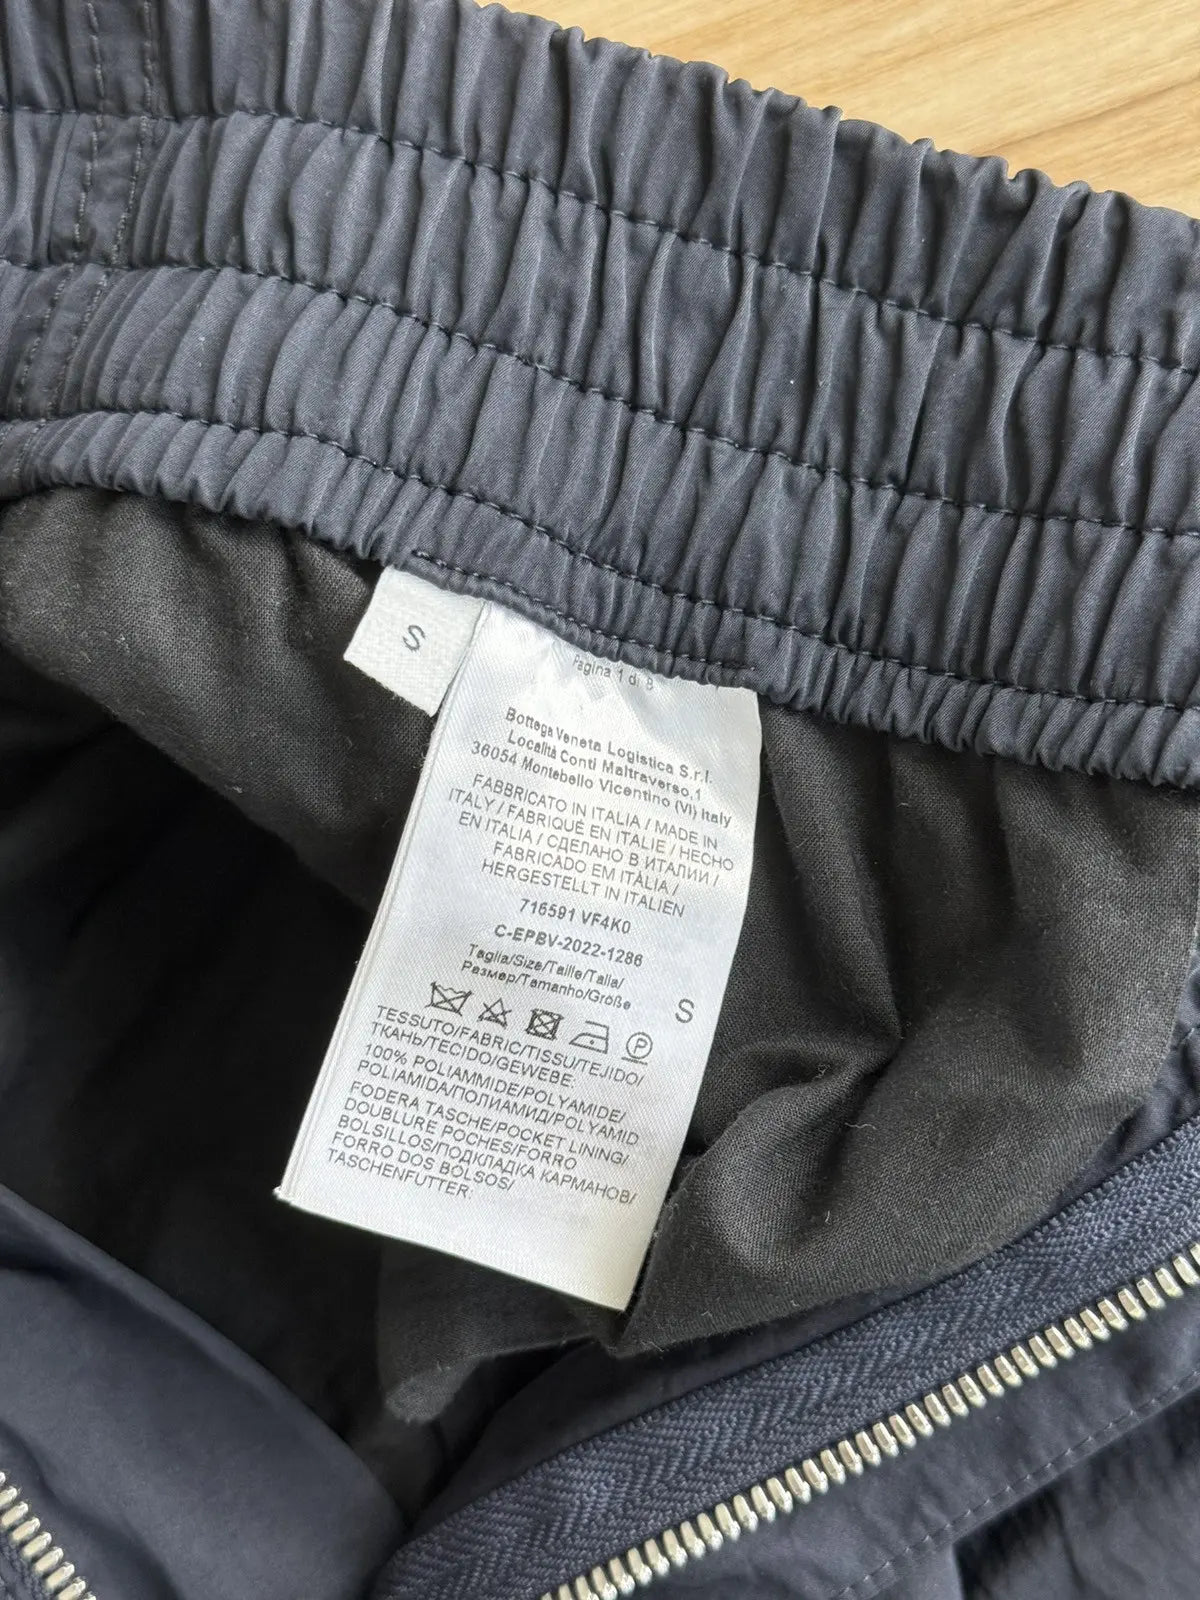 S
Pagina 1 di 8
Bottega Veneta Logistica S.r.l.
Località Conti Maltraverso,1
36054 Montebello Vicentino (VI) Italy
FABBRICATO IN ITALIA / MADE IN
ITALY / FABRIQUÉ EN ITALIE / HECHO
EN ITALIA / СДЕЛАНО В ИТАЛИИ /
FABRICADO EM ITÁLIA /
HERGESTELLT IN ITALIEN
716591 VF4K0
C-EPBV-2022-1286
Taglia/Size/Taille/Talla/
Размер/Tamanho/Größe
S
P
TESSUTO/FABRIC/TISSU/TEJIDO/
ТКАНЬ/TECIDO/GEWEBE:
100% POLIAMMIDE/POLYAMIDE/
POLIAMIDA/ПОЛИАМИД/POLYAMID
FODERA TASCHE/POCKET LINING/
DOUBLURE POCHES/FORRO
BOLSILLOS/ПОДКЛАДКА КАРМАНОВ/
FORRO DOS BOLSOS/
TASCHENFUTTER: